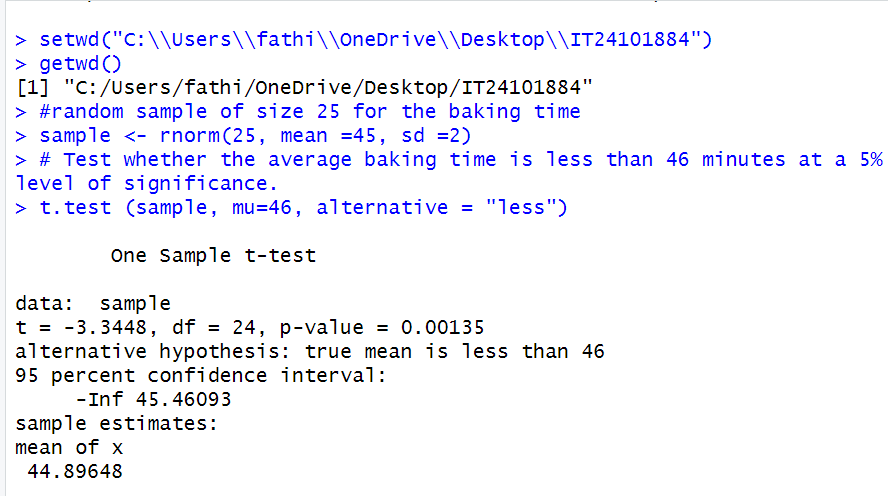 > setwd("C:\\Users\\fathi\\OneDrive\\Desktop\\IT24101884")
> getwd()
[1] "C:/Users/fathi/OneDrive/Desktop/IT24101884"
> #random sample of size 25 for the baking time
> sample <- rnorm(25, mean =45, sd =2)
> # Test whether the average baking time is less than 46 minutes at a 5%
level of significance.
> t.test (sample, mu=46, alternative = "less")
One Sample t-test
data:  sample
t = -3.3448, df = 24, p-value = 0.00135
alternative hypothesis: true mean is less than 46
95 percent confidence interval:
-Inf 45.46093
sample estimates:
mean of x
44.89648